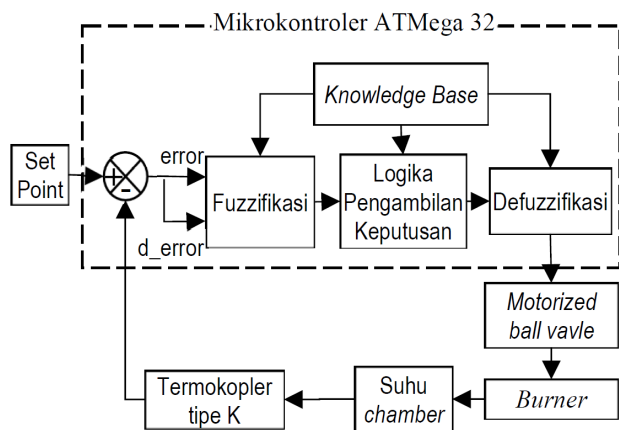 Mikrokontroler ATMega 32
Knowledge Base
Set
Point
+
-
error
d_error
Fuzzifikasi
Logika
Pengambilan
Keputusan
Defuzzifikasi
Motorized
ball vavle
Burner
Suhu
chamber
Termokopler
tipe K